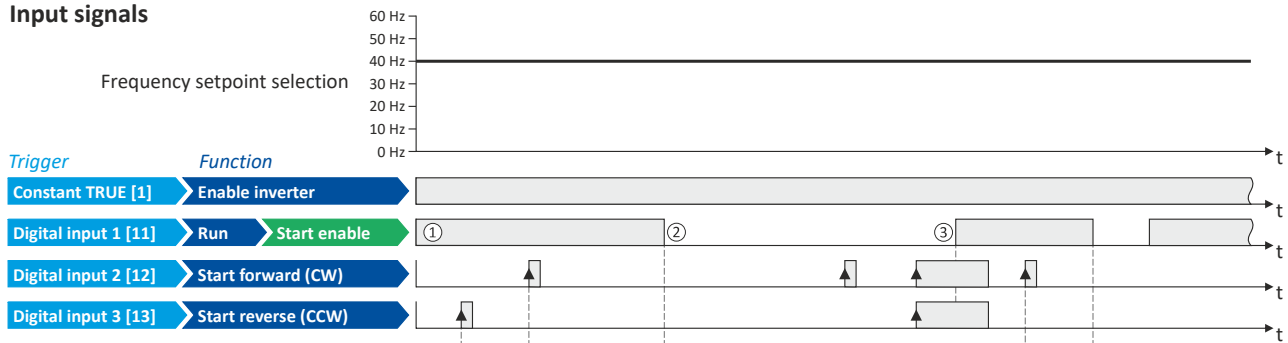 Input signals
60 Hz
50 Hz
40 Hz
Frequency setpoint selection
30 Hz
20 Hz
10 Hz
0 Hz
t
Trigger Function
Constant TRUE [1] Enable inverter
t
Digital input 1 [11] Run Start enable ① ② ③
t
Digital input 2 [12] Start forward (CW)
t
Digital input 3 [13] Start reverse (CCW)
t